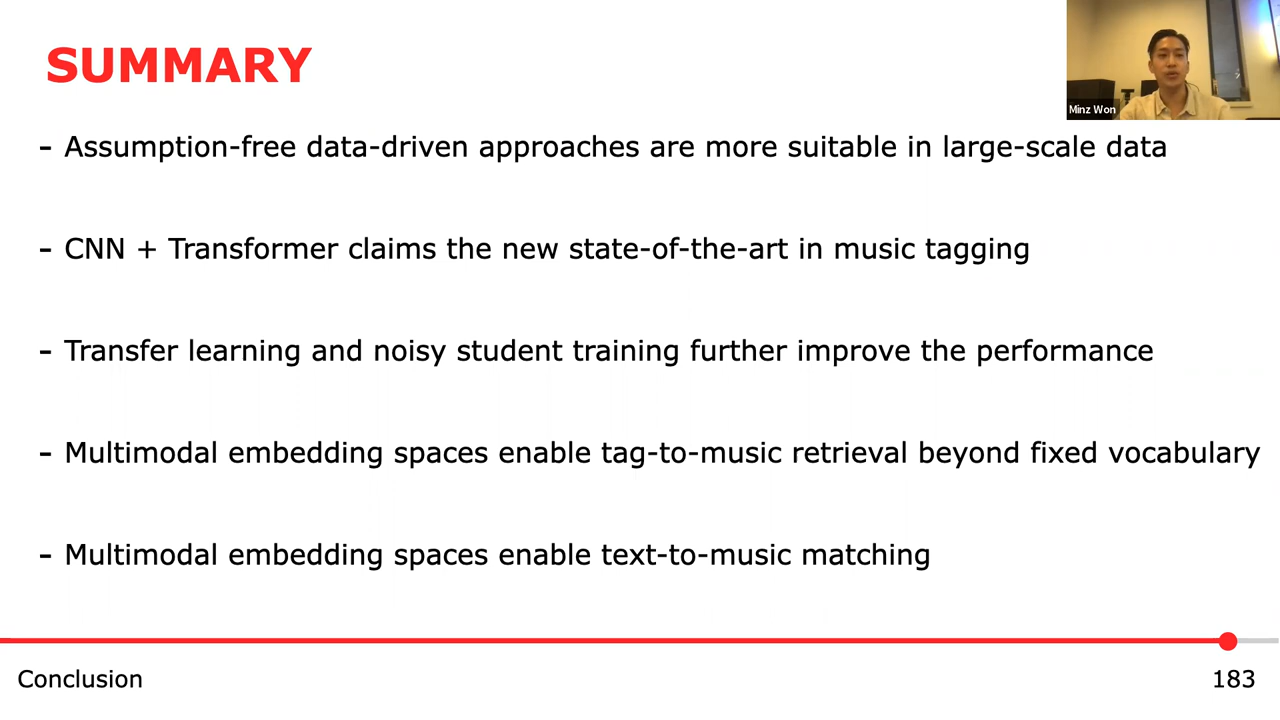 SUMMARY
Minz Won
- Assumption-free data-driven approaches are more suitable in large-scale data
- CNN + Transformer claims the new state-of-the-art in music tagging
- Transfer learning and noisy student training further improve the performance
- Multimodal embedding spaces enable tag-to-music retrieval beyond fixed vocabulary
- Multimodal embedding spaces enable text-to-music matching
Conclusion
183